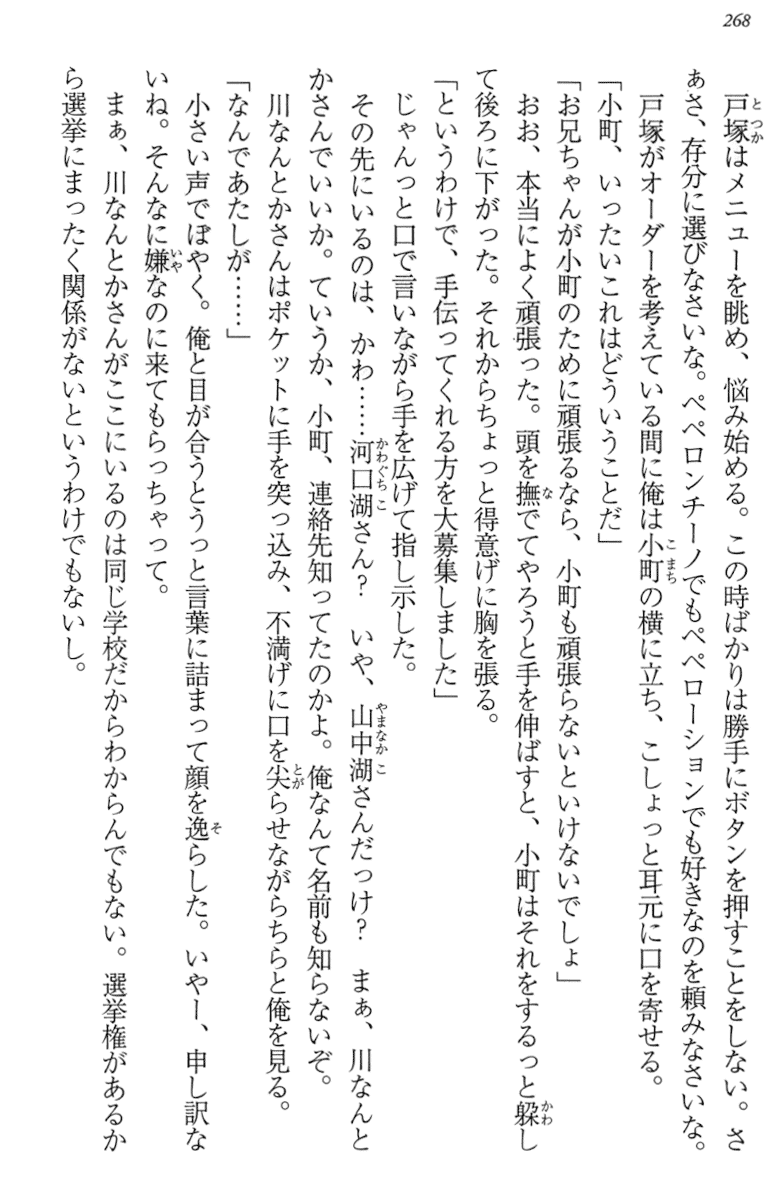 268
戸塚はメニューを眺め、悩み始める。この時ばかりは勝手にボタンを押すことをしない。さ
ぁさ、存分に選びなさいな。ペペロンチーノでもペペローションでも好きなのを頼みなさいな。
戸塚がオーダーを考えている間に俺は小町の横に立ち、こしょっと耳元に口を寄せる。
「小町、いったいこれはどういうことだ」
「お兄ちゃんが小町のために頑張るなら、小町も頑張らないといけないでしょ」
おお、本当によく頑張った。頭を撫でてやろうと手を伸ばすと、小町はそれをするっと躱し
て後ろに下がった。それからちょっと得意げに胸を張る。
「というわけで、手伝ってくれる方を大募集しました」
じゃんっと口で言いながら手を広げて指し示した。
その先にいるのは、かわ……河口湖さん?　いや、山中湖さんだっけ?　まぁ、川なんと
かさんでいいか。ていうか、小町、連絡先知ってたのかよ。俺なんて名前も知らないぞ。
川なんとかさんはポケットに手を突っ込み、不満げに口を尖らせながらちらと俺を見る。
「なんであたしが……」
小さい声でぼやく。俺と目が合うとうっと言葉に詰まって顔を逸らした。いやー、申し訳な
いね。そんなに嫌なのに来てもらっちゃって。
まぁ、川なんとかさんがここにいるのは同じ学校だからわからんでもない。選挙権があるか
ら選挙にまったく関係がないというわけでもないし。